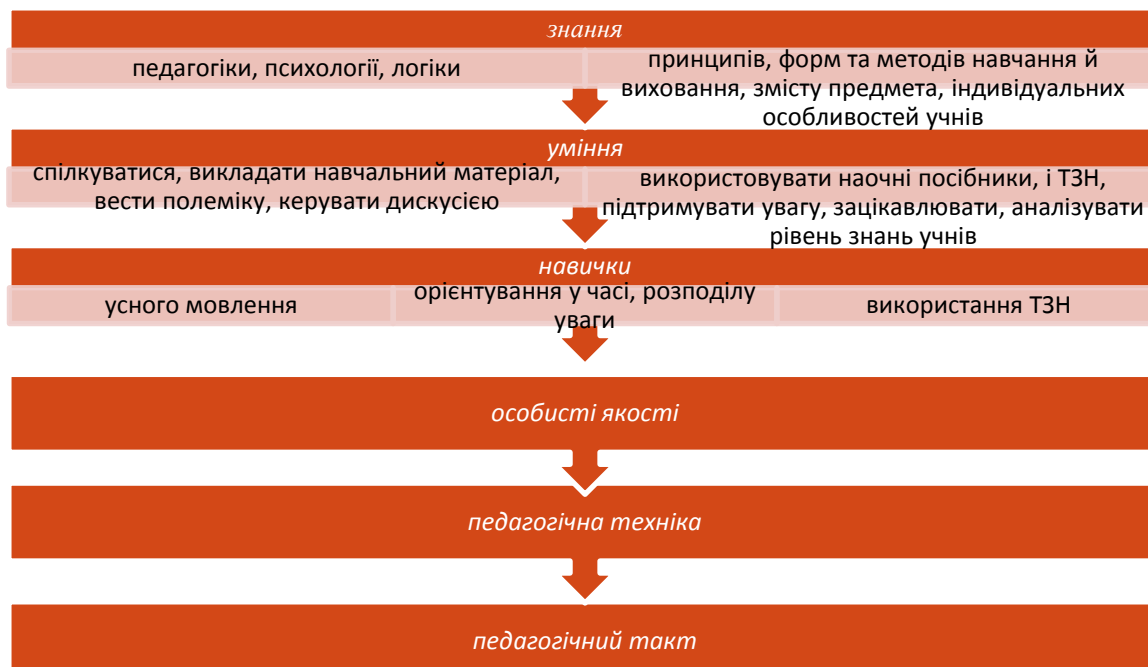 знання
педагогіки, психології, логіки
принципів, форм та методів навчання й
виховання, змісту предмета, індивідуальних
особливостей учнів
уміння
спілкуватися, викладати навчальний матеріал,
вести полеміку, керувати дискусією
використовувати наочні посібники, і ТЗН,
підтримувати увагу, зацікавлювати, аналізувати
рівень знань учнів
навички
усного мовлення
орієнтування у часі, розподілу
уваги
використання ТЗН
особисті якості
педагогічна техніка
педагогічний такт